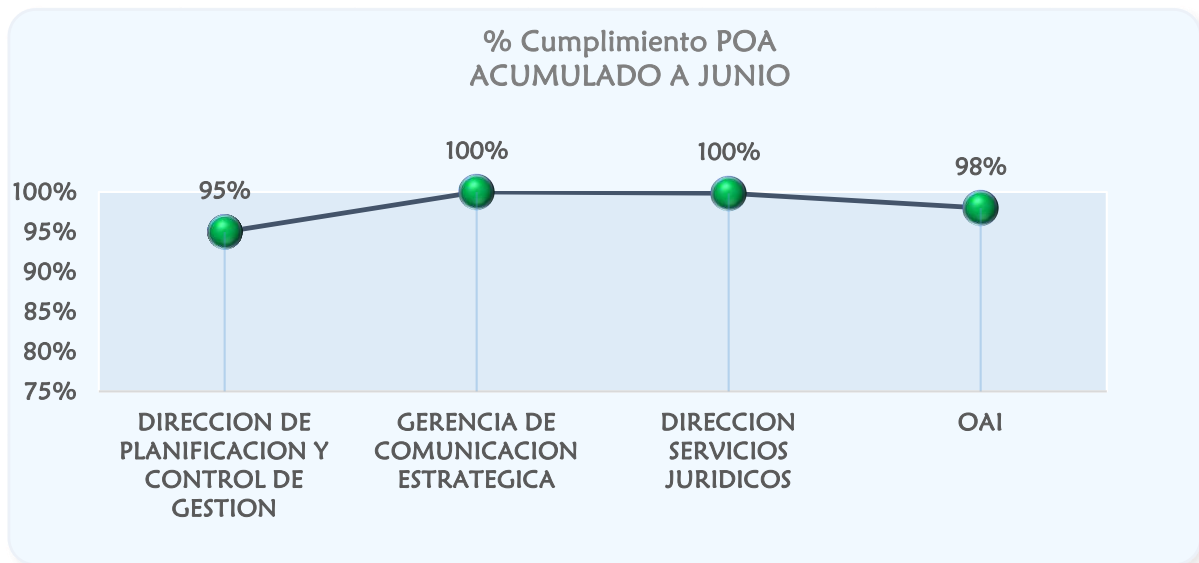 % Cumplimiento POA
ACUMULADO A JUNIO
100%
95%
90%
85%
80%
75%
95%
100%
100%
98%
DIRECCION DE
PLANIFICACION Y
CONTROL DE
GESTION
GERENCIA DE
COMUNICACION
ESTRATEGICA
DIRECCION
SERVICIOS
JURIDICOS
OAI